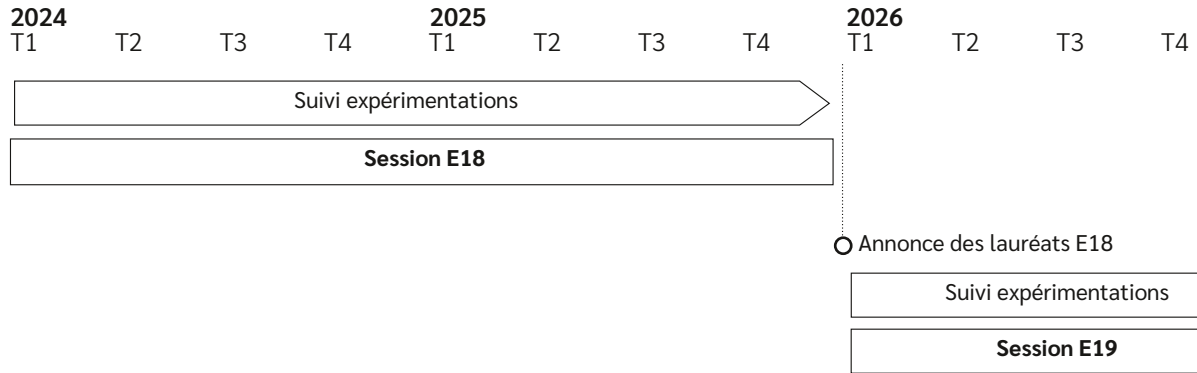 2024 2025 2026
T1 T2 T3 T4 T1 T2 T3 T4 T1 T2 T3 T4
Suivi expérimentations
Session E18
Annonce des lauréats E18
Suivi expérimentations
Session E19